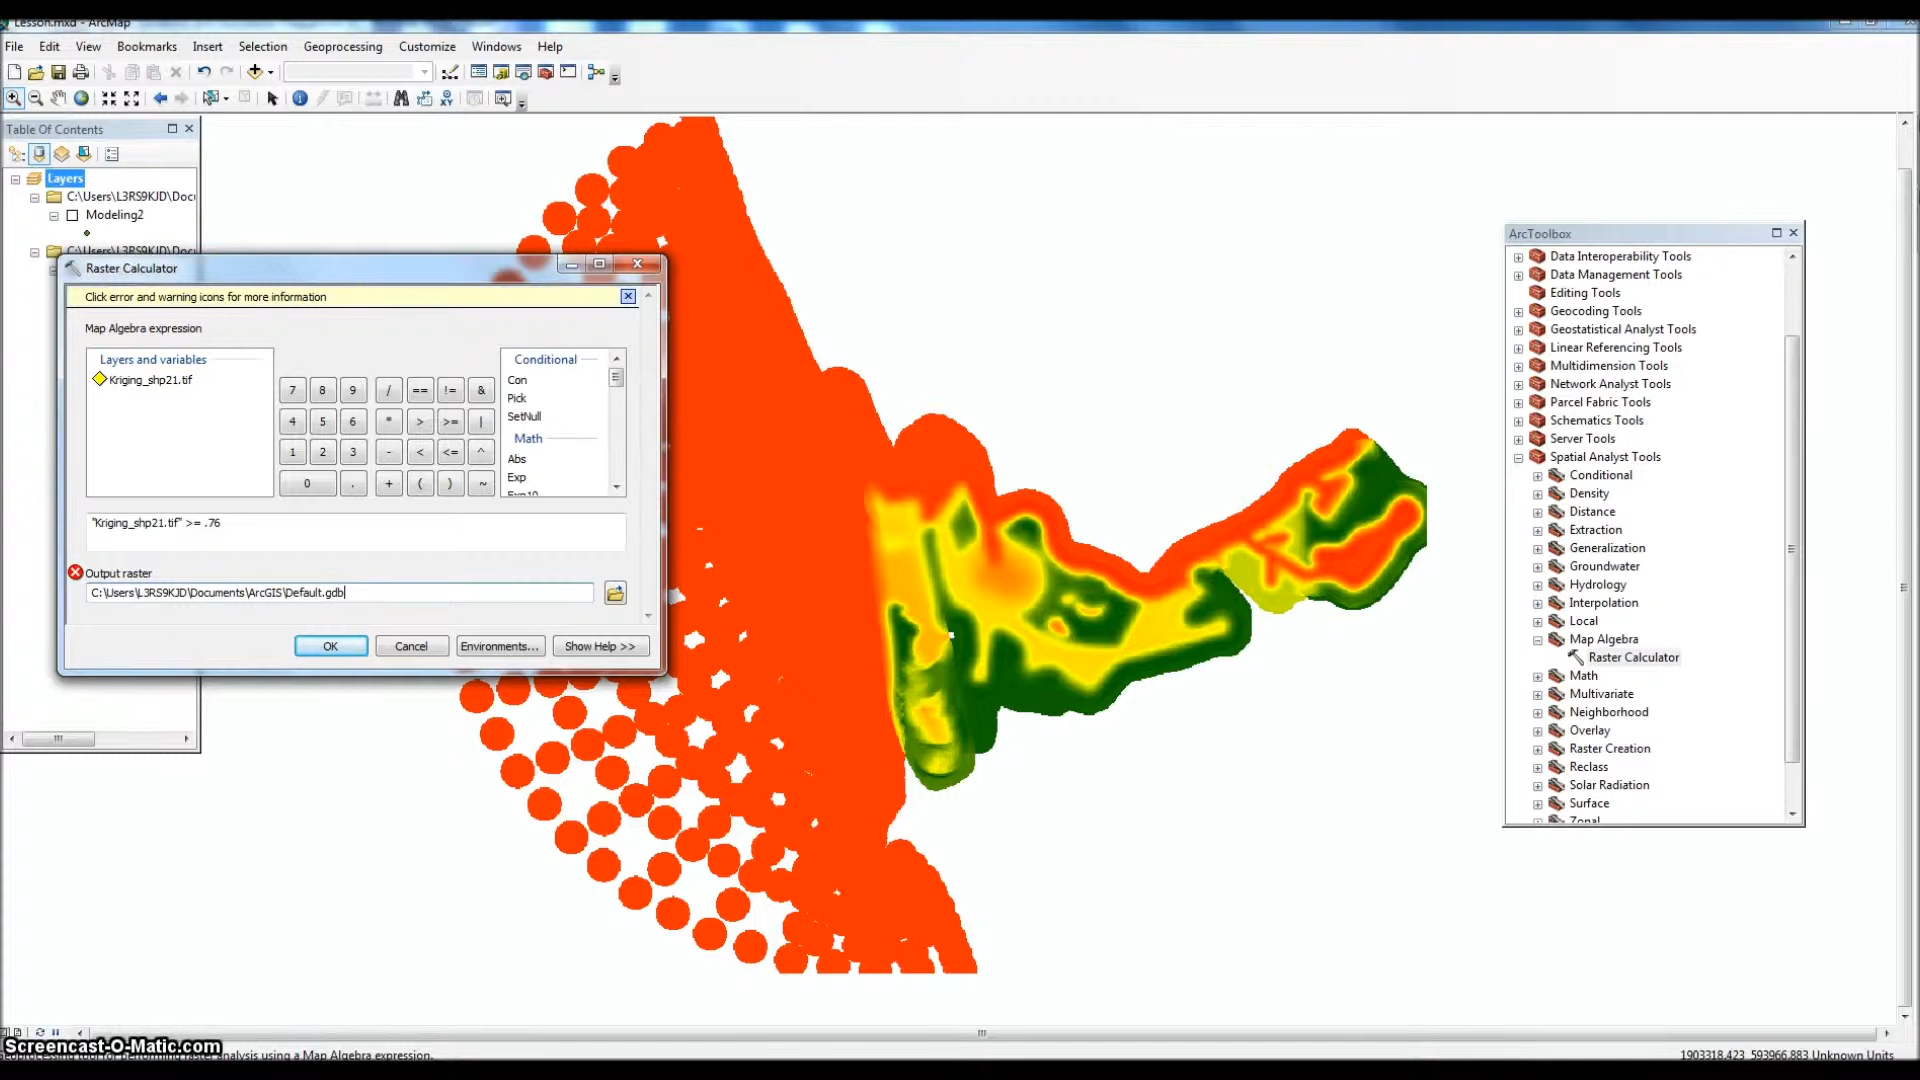 Lesson.mxd - ArcMap
File Edit View Bookmarks Insert Selection Geoprocessing Customize Windows Help
Table Of Contents
Layers
C:\Users\L3RS9KJD\Doc
Modeling2
C:\Users\L3RS9KJD\Doc
Raster Calculator
Click error and warning icons for more information
Map Algebra expression
Layers and variables
Kriging_shp21.tif
7 8 9 / == != &
4 5 6 * > >= |
1 2 3 - < <= ^
0 . + ( ) ~
Conditional
Con
Pick
SetNull
Math
Abs
Exp
Exp10
"Kriging_shp21.tif" >= .76
Output raster
C:\Users\L3RS9KJD\Documents\ArcGIS\Default.gdb
OK Cancel Environments... Show Help >>
ArcToolbox
Data Interoperability Tools
Data Management Tools
Editing Tools
Geocoding Tools
Geostatistical Analyst Tools
Linear Referencing Tools
Multidimension Tools
Network Analyst Tools
Parcel Fabric Tools
Schematics Tools
Server Tools
Spatial Analyst Tools
Conditional
Density
Distance
Extraction
Generalization
Groundwater
Hydrology
Interpolation
Local
Map Algebra
Raster Calculator
Math
Multivariate
Neighborhood
Overlay
Raster Creation
Reclass
Solar Radiation
Surface
Zonal
Screencast-O-Matic.com
analysis using a Map Algebra expression.
1903318.423 593966.883 Unknown Units